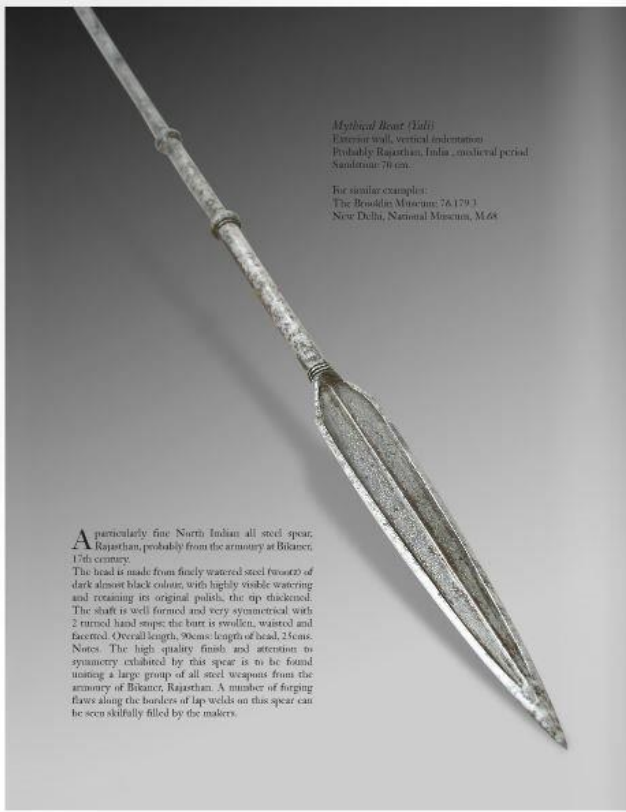 Mythical Beast (Yali)
Exterior wall, vertical indentation
Probably Rajasthan, India , medieval period
Sandstone 70 cm.
For similar examples:
The Brooklin Museum: 76.179.3
New Delhi, National Museum, M.68
A particularly fine North Indian all steel spear,
Rajasthan, probably from the armoury at Bikaner,
17th century.
The head is made from finely watered steel (wootz) of
dark almost black colour, with highly visible watering
and retaining its original polish, the tip thickened.
The shaft is well formed and very symmetrical with
2 turned hand stops; the butt is swollen, waisted and
facetted. Overall length, 90cms: length of head, 25cms.
Notes. The high quality finish and attention to
symmetry exhibited by this spear is to be found
uniting a large group of all steel weapons from the
armoury of Bikaner, Rajasthan. A number of forging
flaws along the borders of lap-welds on this spear can
be seen skilfully filled by the makers.